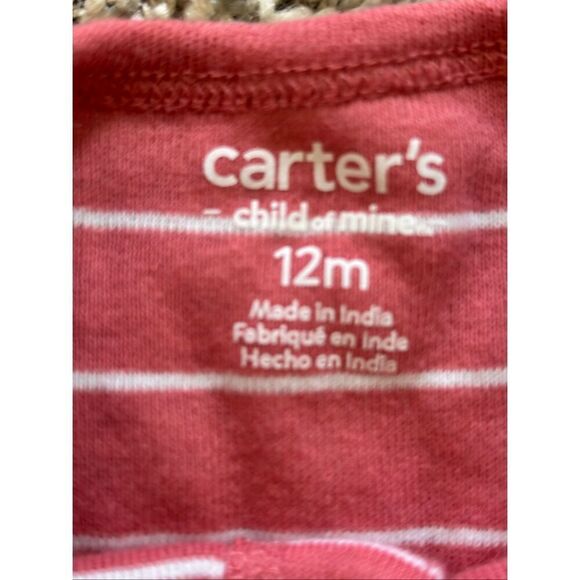 carter's
child of mine
12m
Made in India
Fabriqué en Inde
Hecho en India